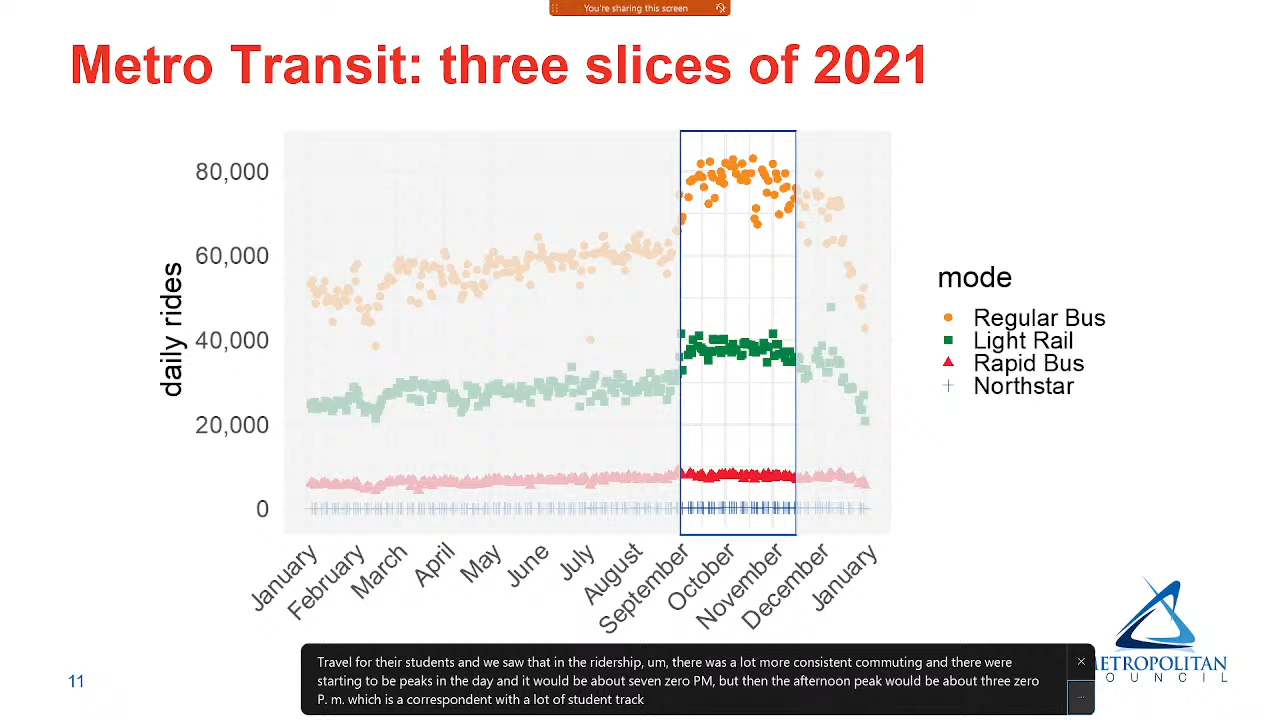 You're sharing this screen
Metro Transit: three slices of 2021
daily rides
80,000
60,000
40,000
20,000
0
January
February
March
April
May
June
July
August
September
October
November
December
January
mode
Regular Bus
Light Rail
Rapid Bus
Northstar
11
Travel for their students and we saw that in the ridership, um, there was a lot more consistent commuting and there were
starting to be peaks in the day and it would be about seven zero PM, but then the afternoon peak would be about three zero
P. m. which is a correspondent with a lot of student track
METROPOLITAN
COUNCIL